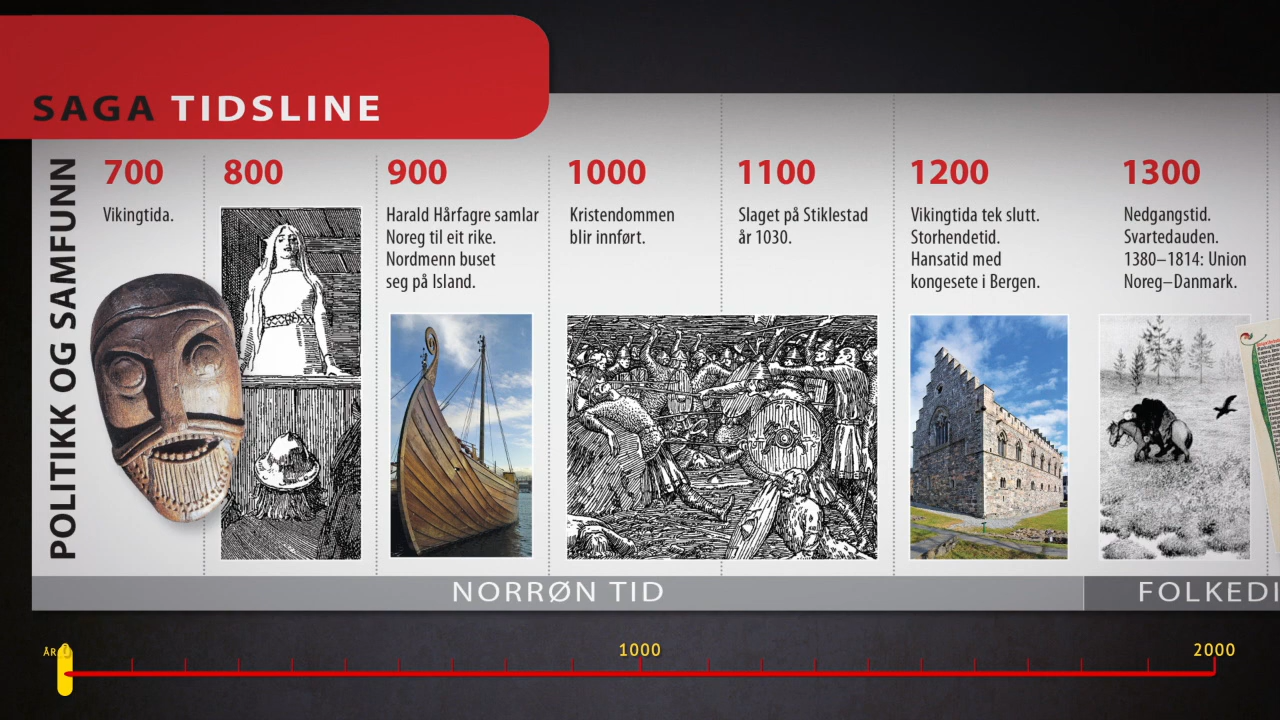 SAGA TIDSLINE
POLITIKK OG SAMFUNN
700
Vikingtida.
800
900
Harald Hårfagre samlar
Noreg til eit rike.
Nordmenn buset
seg på Island.
1000
Kristendommen
blir innført.
1100
Slaget på Stiklestad
år 1030.
1200
Vikingtida tek slutt.
Storhendetid.
Hansatid med
kongesete i Bergen.
1300
Nedgangstid.
Svartedauden.
1380–1814: Union
Noreg–Danmark.
NORRØN TID
FOLKEDI
ÅR
1000
2000